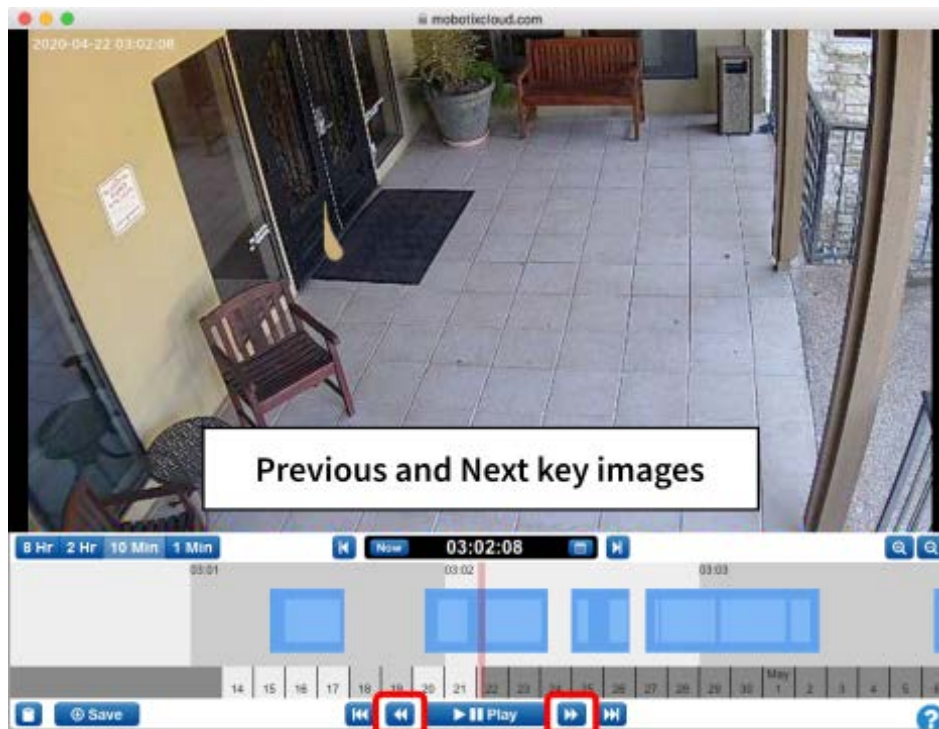 mobotixcloud.com
2020-04-22 03:02:08
Previous and Next key images
8 Hr 2 Hr 10 Min 1 Min Now 03:02:08
03:01 03:02 03:03
May
14 15 16 17 18 19 20 21 22 23 24 25 26 27 28 29 30 1 2 3 4 5
Save Play ?